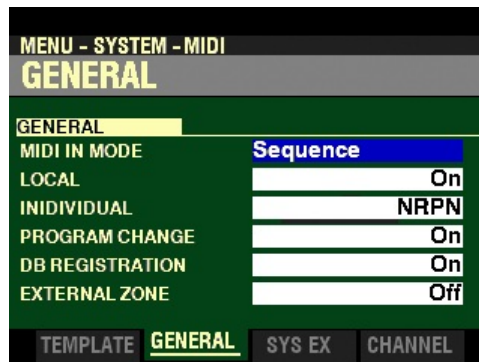 MENU - SYSTEM - MIDI
GENERAL
GENERAL
MIDI IN MODE Sequence
LOCAL On
INIDIVIDUAL NRPN
PROGRAM CHANGE On
DB REGISTRATION On
EXTERNAL ZONE Off
TEMPLATE GENERAL SYS EX CHANNEL